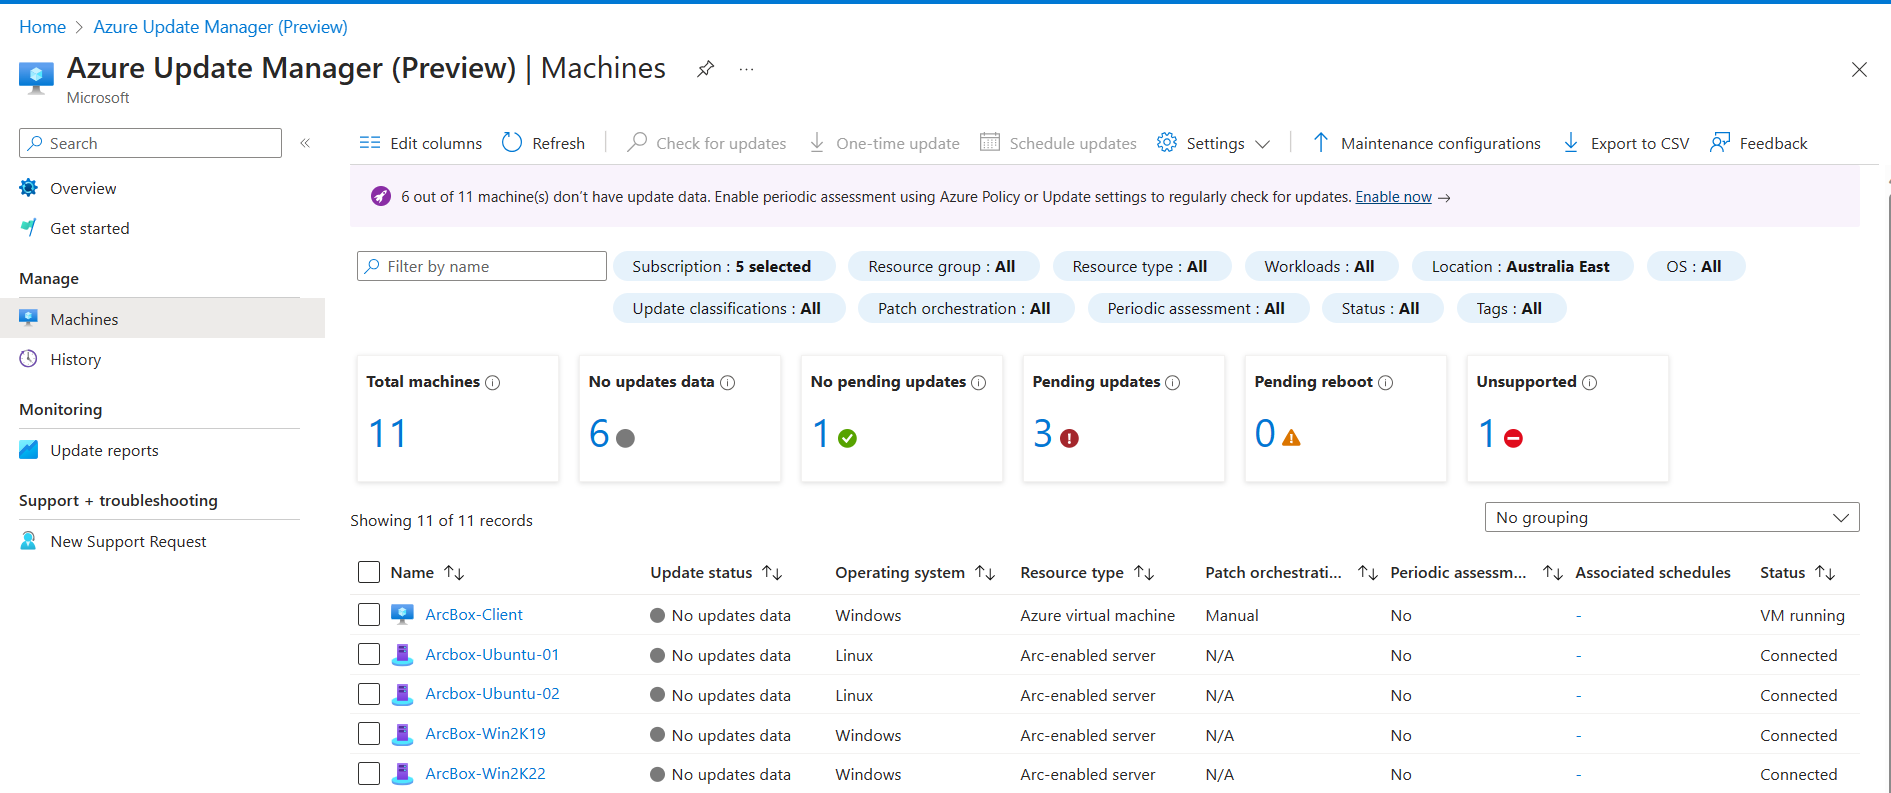 Home > Azure Update Manager (Preview)
Azure Update Manager (Preview) | Machines
Microsoft
Search
Overview
Get started
Manage
Machines
History
Monitoring
Update reports
Support + troubleshooting
New Support Request
Edit columns Refresh Check for updates One-time update Schedule updates Settings Maintenance configurations Export to CSV Feedback
6 out of 11 machine(s) don't have update data. Enable periodic assessment using Azure Policy or Update settings to regularly check for updates. Enable now →
Filter by name Subscription : 5 selected Resource group : All Resource type : All Workloads : All Location : Australia East OS : All
Update classifications : All Patch orchestration : All Periodic assessment : All Status : All Tags : All
Total machines No updates data No pending updates Pending updates Pending reboot Unsupported
11 6 1 3 0 1
Showing 11 of 11 records
No grouping
Name Update status Operating system Resource type Patch orchestrati... Periodic assessm... Associated schedules Status
ArcBox-Client No updates data Windows Azure virtual machine Manual No - VM running
Arcbox-Ubuntu-01 No updates data Linux Arc-enabled server N/A No - Connected
Arcbox-Ubuntu-02 No updates data Linux Arc-enabled server N/A No - Connected
ArcBox-Win2K19 No updates data Windows Arc-enabled server N/A No - Connected
ArcBox-Win2K22 No updates data Windows Arc-enabled server N/A No - Connected